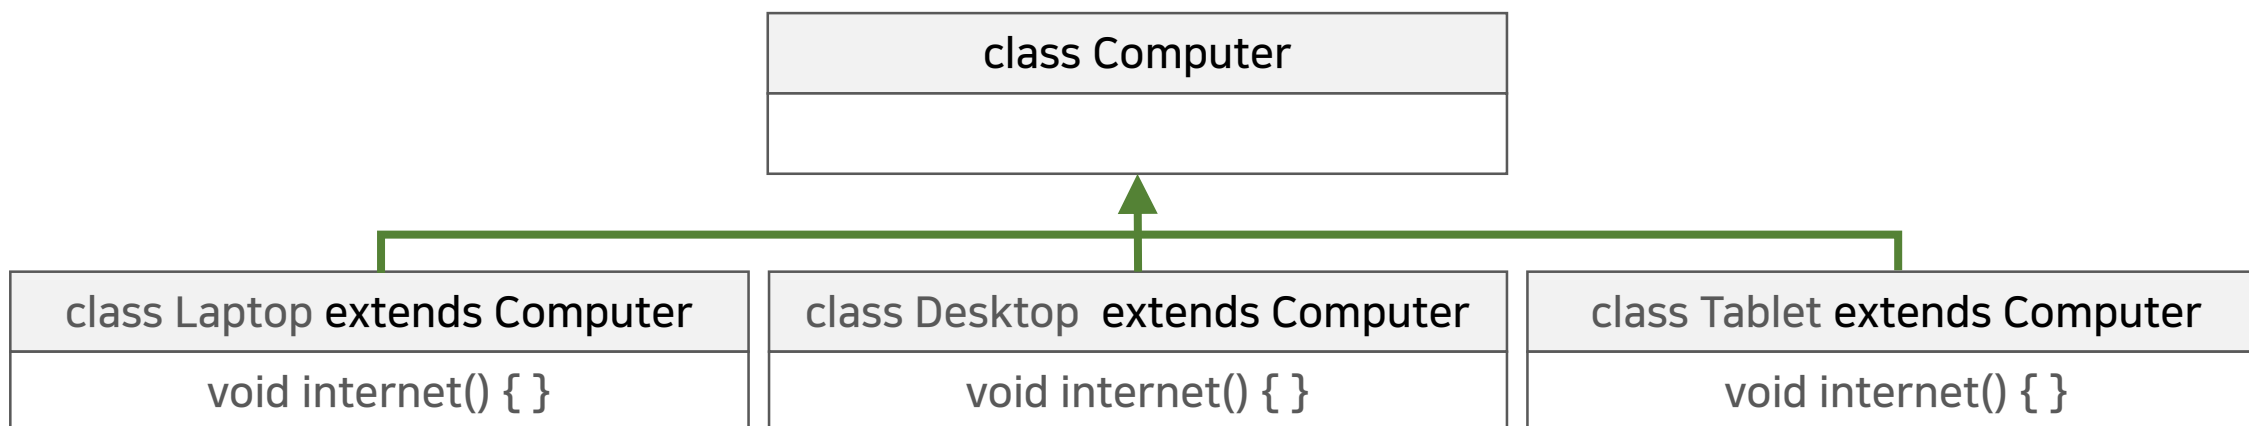 class Computer
class Laptop extends Computer
class Desktop extends Computer
class Tablet extends Computer
void internet() { }
void internet() { }
void internet() { }